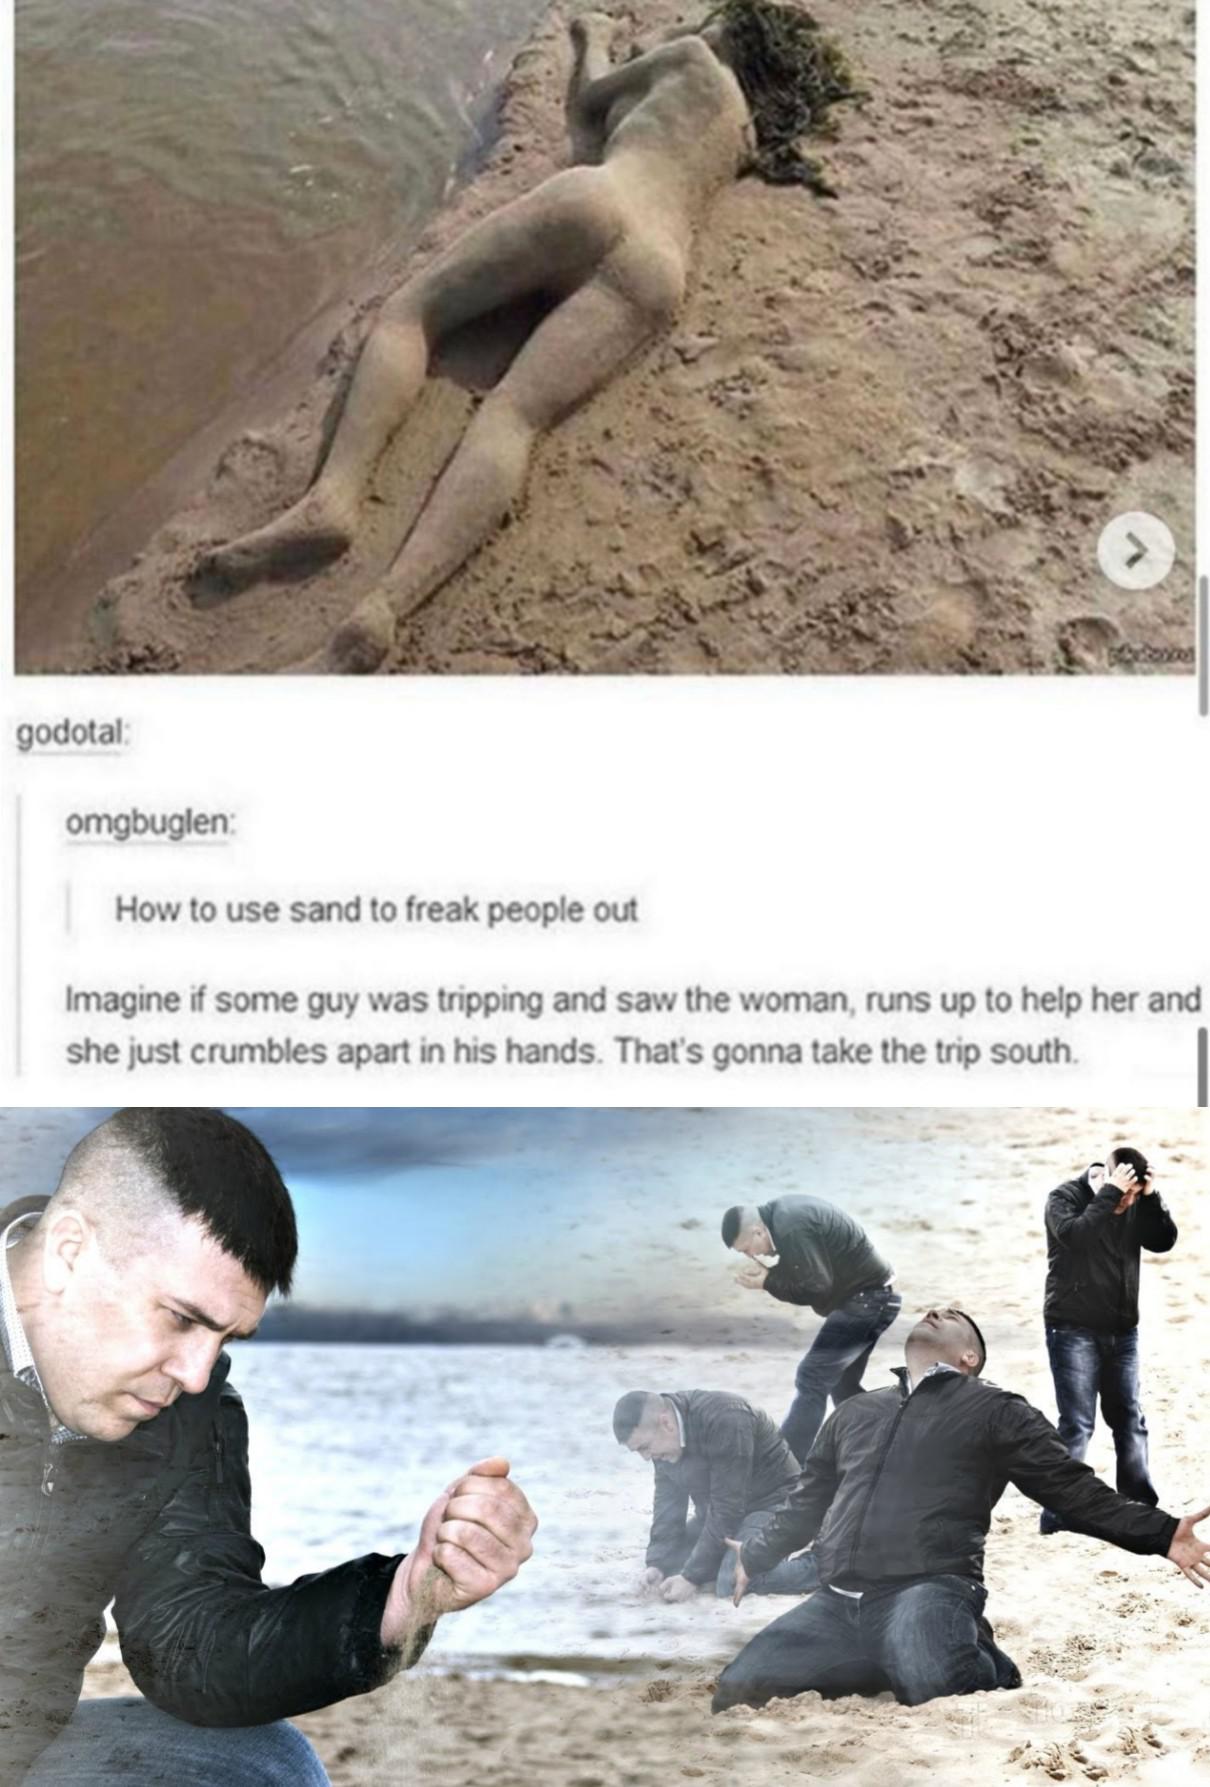 godotal:
omgbuglen:
How to use sand to freak people out
Imagine if some guy was tripping and saw the woman, runs up to help her and
she just crumbles apart in his hands. That's gonna take the trip south.